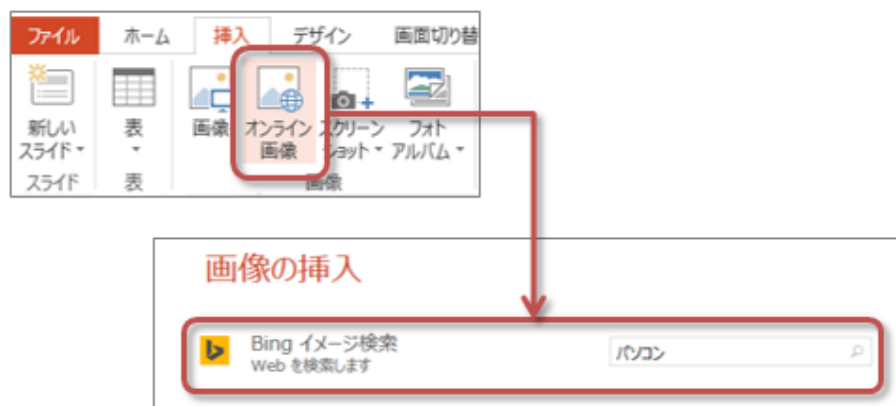 ファイル ホーム 挿入 デザイン 画面切り替
新しい 表 画像 オンライン スクリーン フォト
スライド 画像 ショット アルバム
スライド 表 画像
画像の挿入
Bing イメージ検索 パソコン
Web を検索します